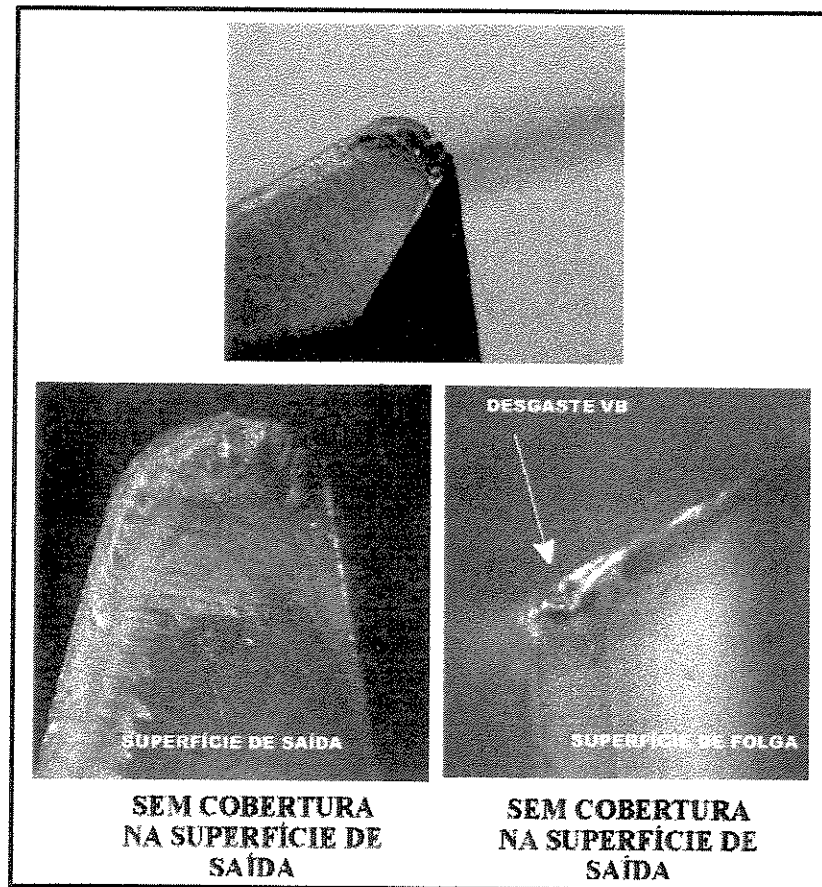 DESGASTE VB
SUPERFÍCIE DE SAÍDA
SUPERFÍCIE DE FOLGA
SEM COBERTURA
NA SUPERFÍCIE DE
SAÍDA
SEM COBERTURA
NA SUPERFÍCIE DE
SAÍDA